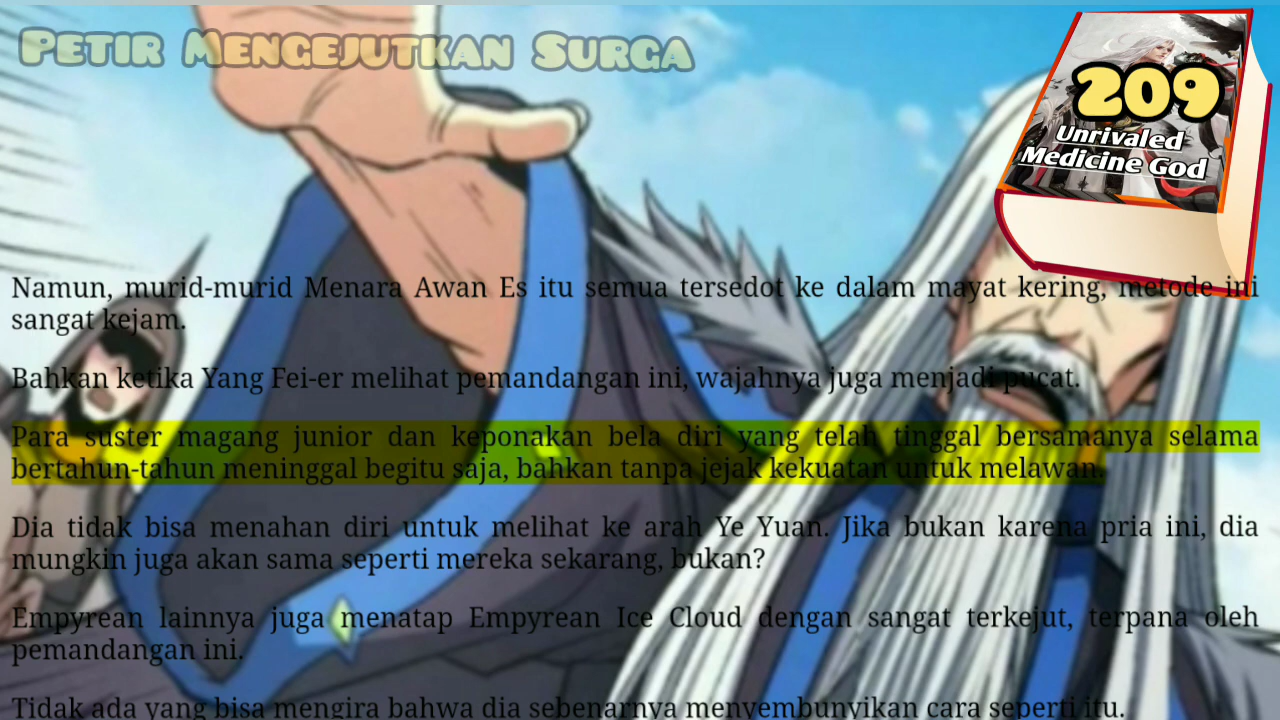 Petir Mengejutkan Surga
209
Unrivaled
Medicine God
Namun, murid-murid Menara Awan Es itu semua tersedot ke dalam mayat kering, metode ini
sangat kejam.
Bahkan ketika Yang Fei-er melihat pemandangan ini, wajahnya juga menjadi pucat.
Para suster magang junior dan keponakan bela diri yang telah tinggal bersamanya selama
bertahun-tahun meninggal begitu saja, bahkan tanpa jejak kekuatan untuk melawan.
Dia tidak bisa menahan diri untuk melihat ke arah Ye Yuan. Jika bukan karena pria ini, dia
mungkin juga akan sama seperti mereka sekarang, bukan?
Empyrean lainnya juga menatap Empyrean Ice Cloud dengan sangat terkejut, terpana oleh
pemandangan ini.
Tidak ada yang bisa mengira bahwa dia sebenarnya menyembunyikan cara seperti itu.